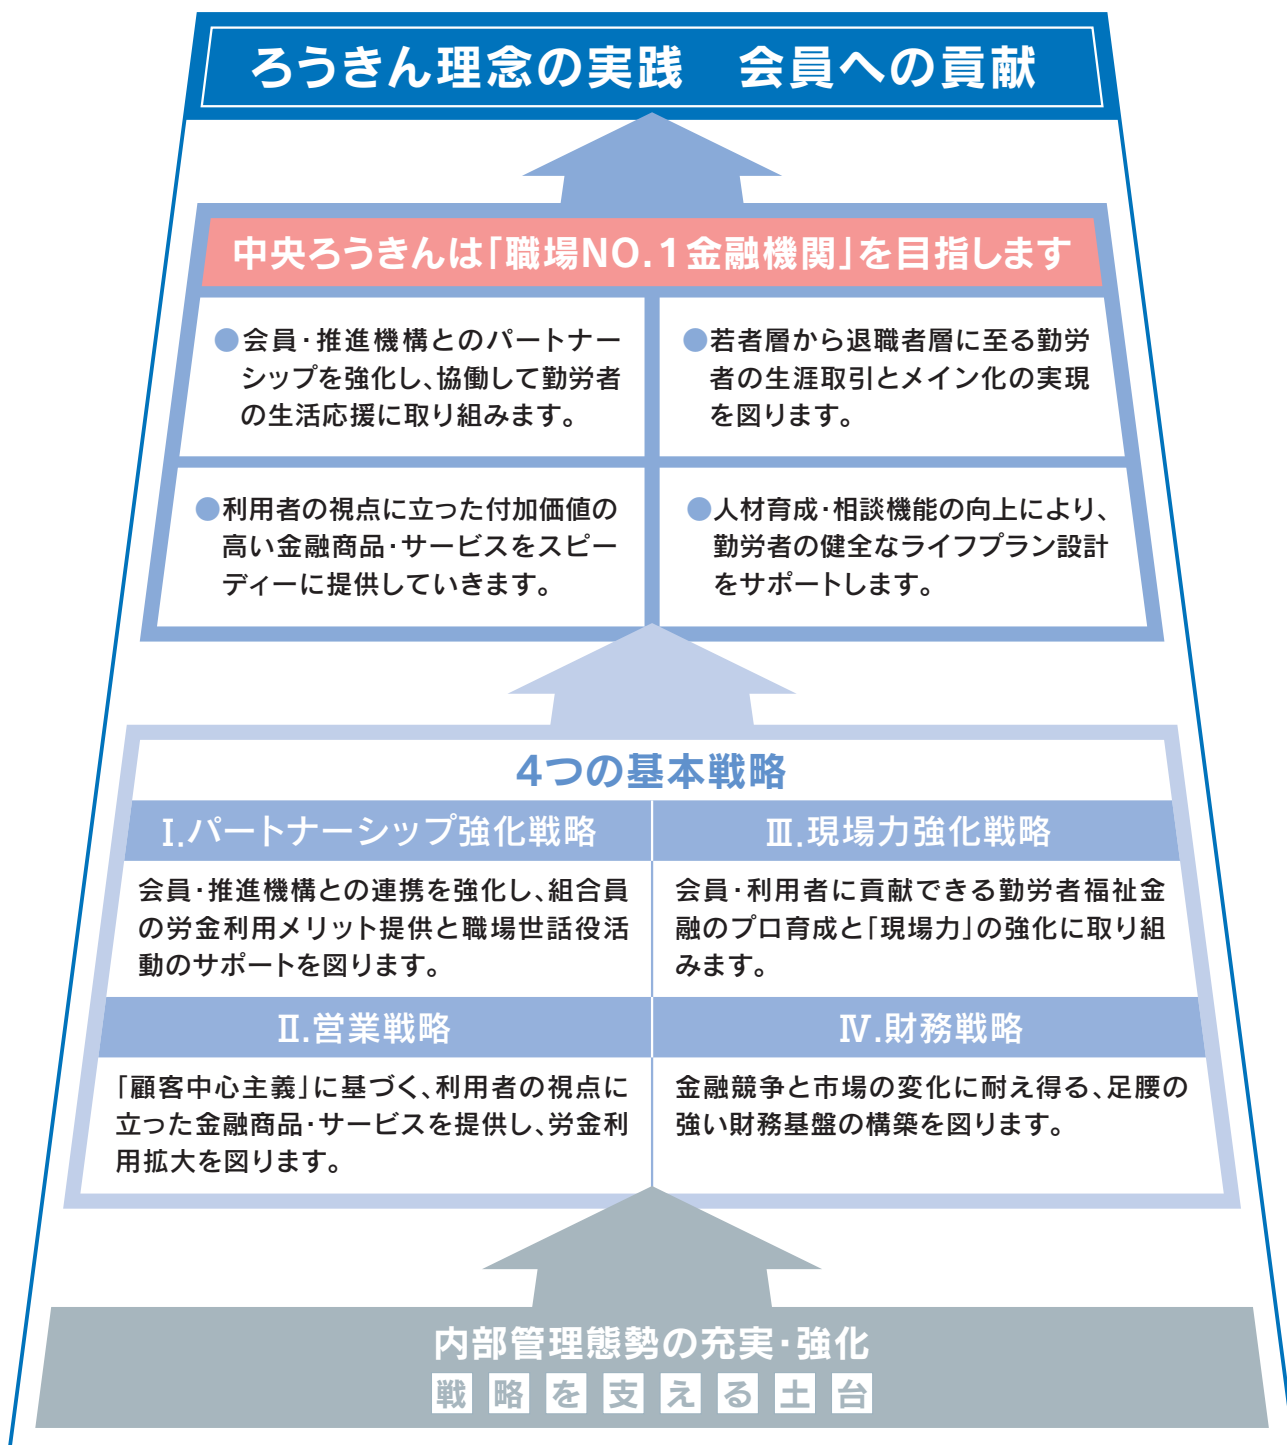 ろうきん理念の実践　会員への貢献
中央ろうきんは「職場NO.1金融機関」を目指します
●会員・推進機構とのパートナー
シップを強化し、協働して勤労者
の生活応援に取り組みます。
●若者層から退職者層に至る勤労
者の生涯取引とメイン化の実現
を図ります。
●利用者の視点に立った付加価値の
高い金融商品・サービスをスピー
ディーに提供していきます。
●人材育成・相談機能の向上により、
勤労者の健全なライフプラン設計
をサポートします。
4つの基本戦略
Ⅰ.パートナーシップ強化戦略
会員・推進機構との連携を強化し、組合員
の労金利用メリット提供と職場世話役活
動のサポートを図ります。
Ⅱ.営業戦略
「顧客中心主義」に基づく、利用者の視点に
立った金融商品・サービスを提供し、労金利
用拡大を図ります。
Ⅲ.現場力強化戦略
会員・利用者に貢献できる勤労者福祉金
融のプロ育成と「現場力」の強化に取り組
みます。
Ⅳ.財務戦略
金融競争と市場の変化に耐え得る、足腰の
強い財務基盤の構築を図ります。
内部管理態勢の充実・強化
戦略を支える土台